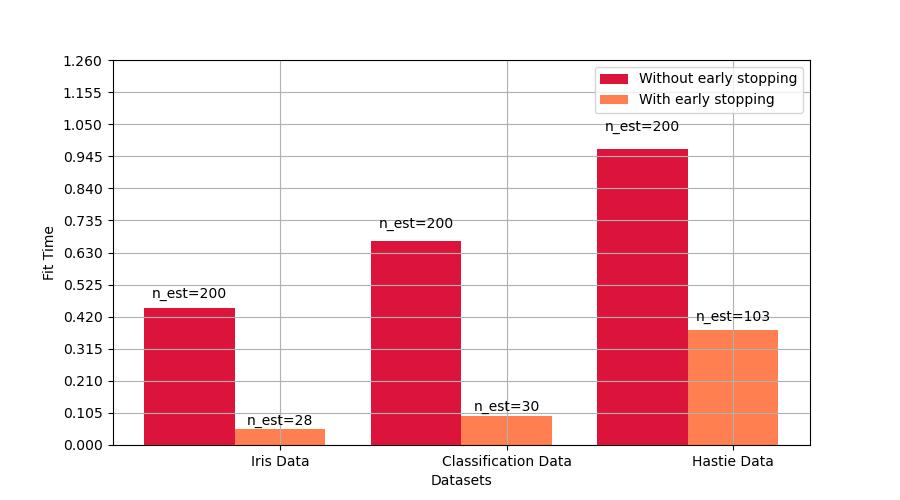 1.260
1.155
1.050
0.945
0.840
0.735
0.630
0.525
0.420
0.315
0.210
0.105
0.000
Fit Time
Without early stopping
With early stopping
n_est=200
n_est=200
n_est=200
n_est=28
n_est=30
n_est=103
Iris Data
Classification Data
Hastie Data
Datasets